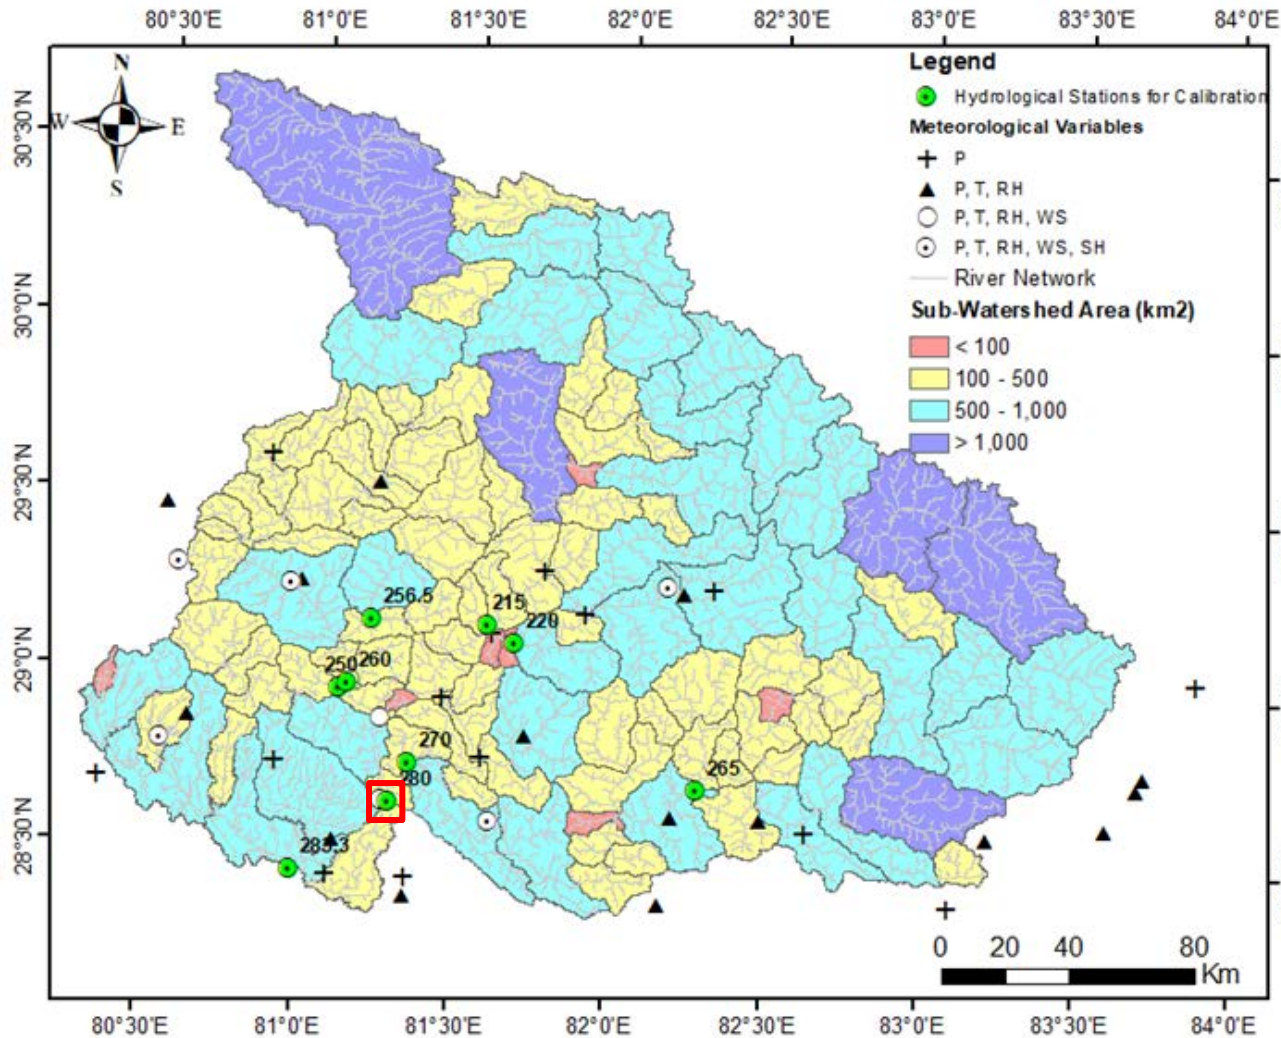 80°30'E 81°0'E 81°30'E 82°0'E 82°30'E 83°0'E 83°30'E 84°0'E
N
W E
S
Legend
Hydrological Stations for Calibration
Meteorological Variables
P
P, T, RH
P, T, RH, WS
P, T, RH, WS, SH
River Network
Sub-Watershed Area (km2)
< 100
100 - 500
500 - 1,000
> 1,000
30°30'N
30°0'N
29°30'N
29°0'N
28°30'N
256.5
215
220
250
260
270
280
265
283.3
0 20 40 80
Km
80°30'E 81°0'E 81°30'E 82°0'E 82°30'E 83°0'E 83°30'E 84°0'E